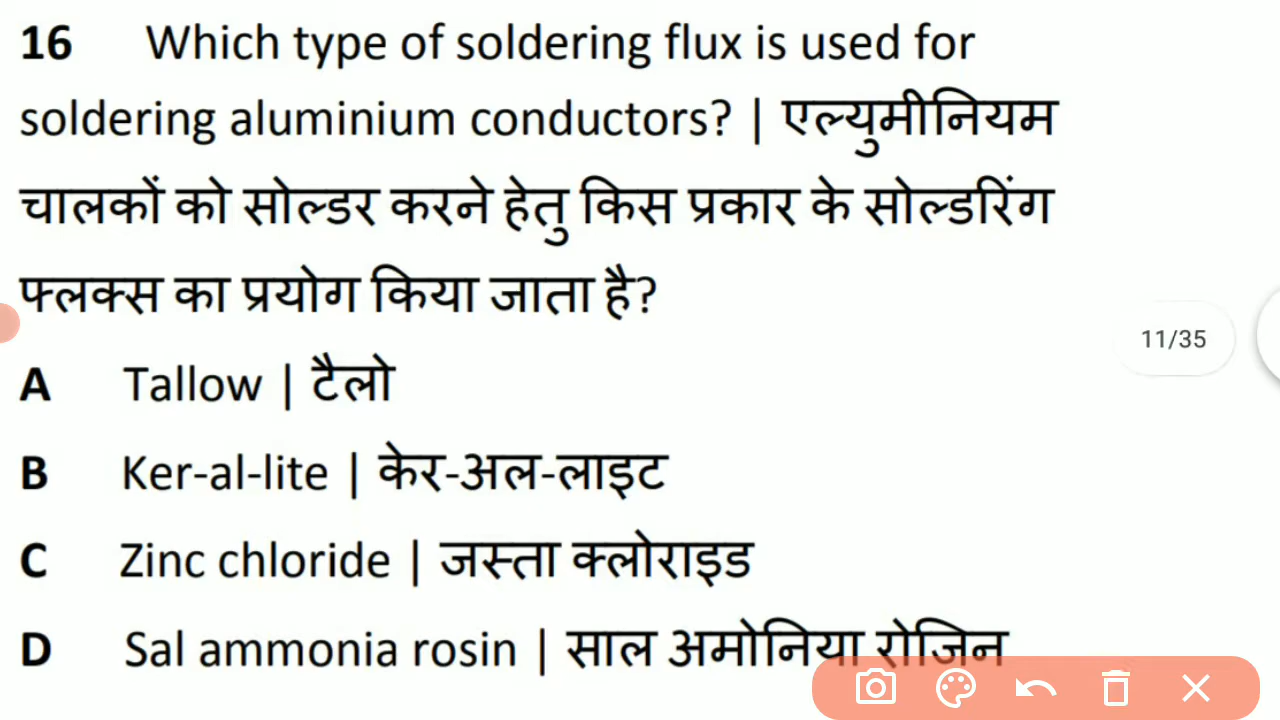 16 Which type of soldering flux is used for
soldering aluminium conductors? | एल्युमीनियम
चालकों को सोल्डर करने हेतु किस प्रकार के सोल्डरिंग
फ्लक्स का प्रयोग किया जाता है?
11/35
A Tallow | टैलो
B Ker-al-lite | केर-अल-लाइट
C Zinc chloride | जस्ता क्लोराइड
D Sal ammonia rosin | साल अमोनिया रोजिन